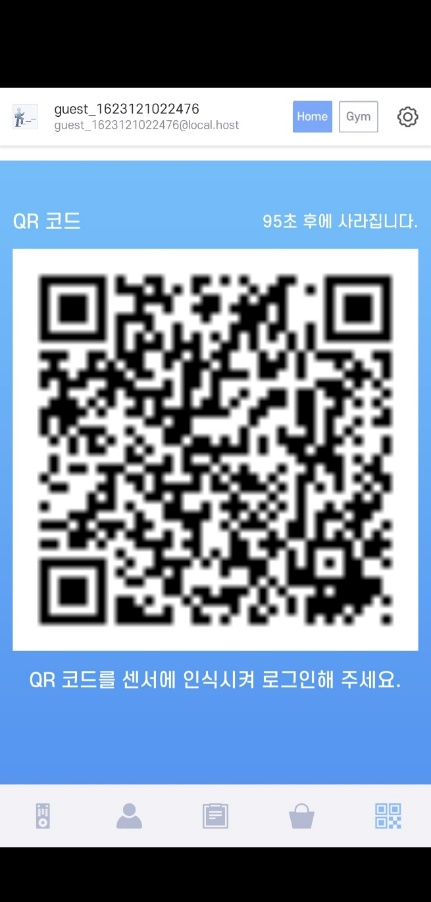 guest_1623121022476
guest_1623121022476@local.host
Home
Gym
QR 코드
95초 후에 사라집니다.
QR 코드를 센서에 인식시켜 로그인해 주세요.